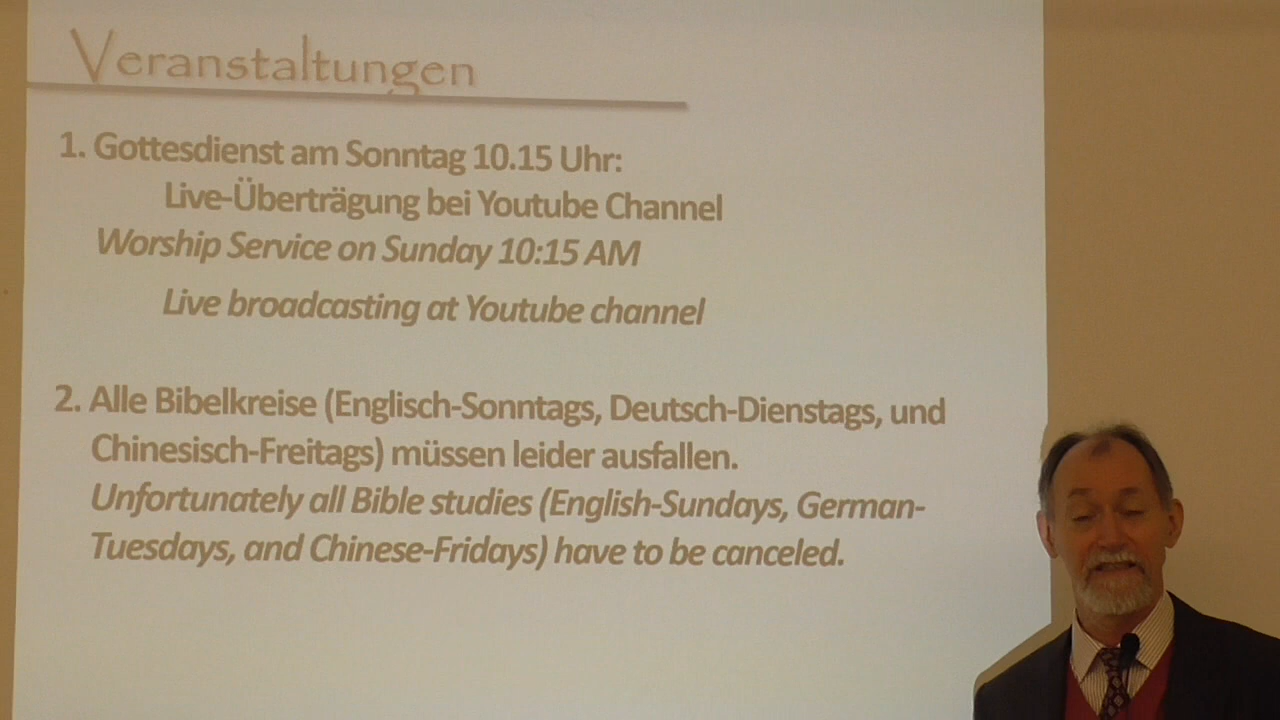 Veranstaltungen
1. Gottesdienst am Sonntag 10.15 Uhr:
Live-Überträgung bei Youtube Channel
Worship Service on Sunday 10:15 AM
Live broadcasting at Youtube channel
2. Alle Bibelkreise (Englisch-Sonntags, Deutsch-Dienstags, und
Chinesisch-Freitags) müssen leider ausfallen.
Unfortunately all Bible studies (English-Sundays, German-
Tuesdays, and Chinese-Fridays) have to be canceled.